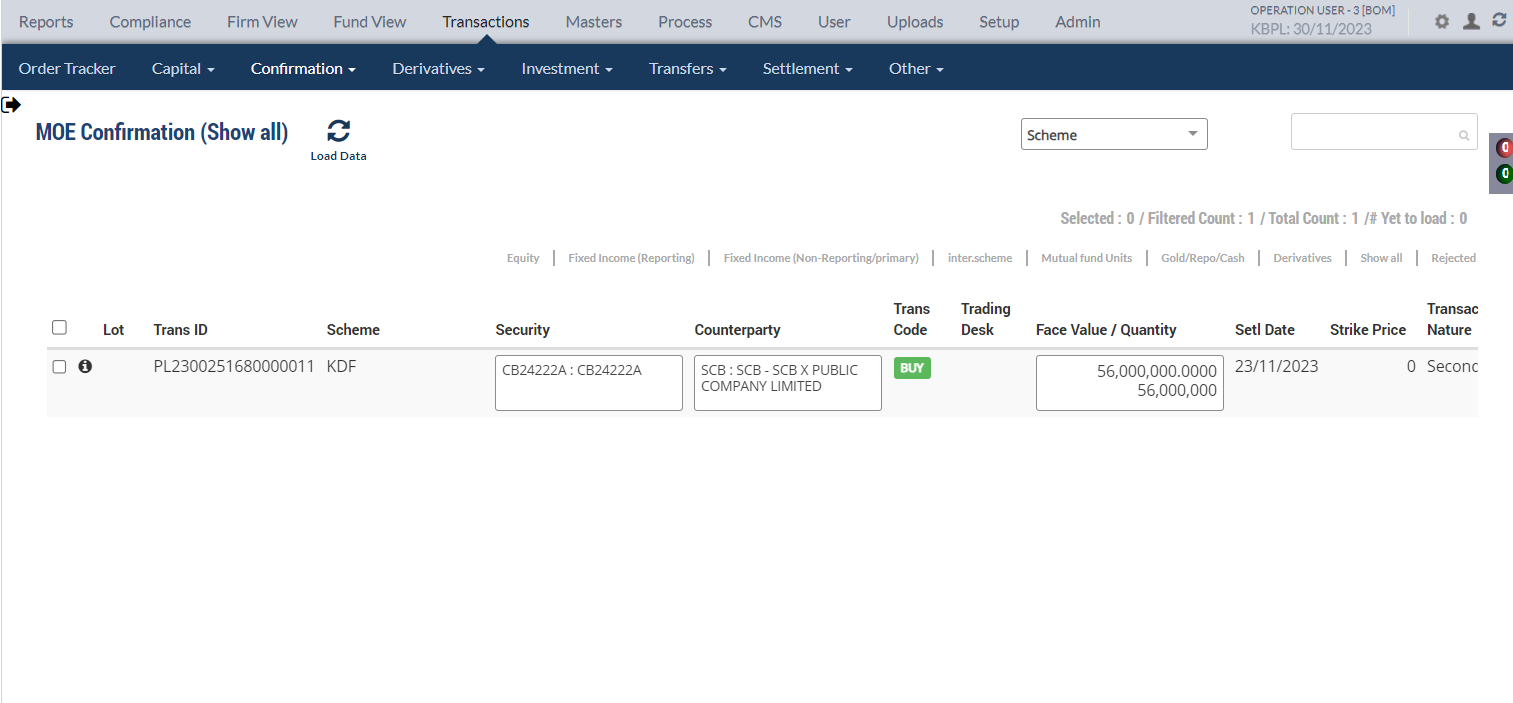 Reports Compliance FIrm View Fund View Transactions Masters Process CMS User Uploads Setup Admin
OPERATION USER - 3 [BOM]
KBPL: 30/11/2023
Order Tracker Capital Confirmation Derivatives Investment Transfers Settlement Other
MOE Confirmation (Show all)
Load Data
Scheme
0
0
Selected : 0 / Filtered Count : 1 / Total Count : 1 /# Yet to load : 0
Equity Fixed Income (Reporting) Fixed Income (Non-Reporting/primary) inter.scheme Mutual fund Units Gold/Repo/Cash Derivatives Show all Rejected
Lot Trans ID Scheme Security Counterparty Trans Code Trading Desk Face Value / Quantity Setl Date Strike Price Transac Nature
PL2300251680000011 KDF CB24222A : CB24222A SCB : SCB - SCB X PUBLIC COMPANY LIMITED BUY 56,000,000.0000 56,000,000 23/11/2023 0 Second